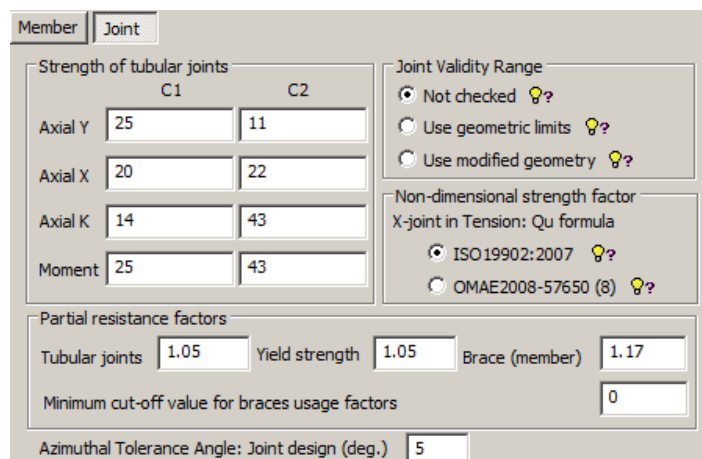 Member Joint
Strength of tubular joints
C1 C2
Axial Y 25 11
Axial X 20 22
Axial K 14 43
Moment 25 43
Joint Validity Range
Not checked ?
Use geometric limits ?
Use modified geometry ?
Non-dimensional strength factor
X-joint in Tension: Qu formula
ISO19902:2007 ?
OMAE2008-57650 (8) ?
Partial resistance factors
Tubular joints 1.05 Yield strength 1.05 Brace (member) 1.17
Minimum cut-off value for braces usage factors 0
Azimuthal Tolerance Angle: Joint design (deg.) 5